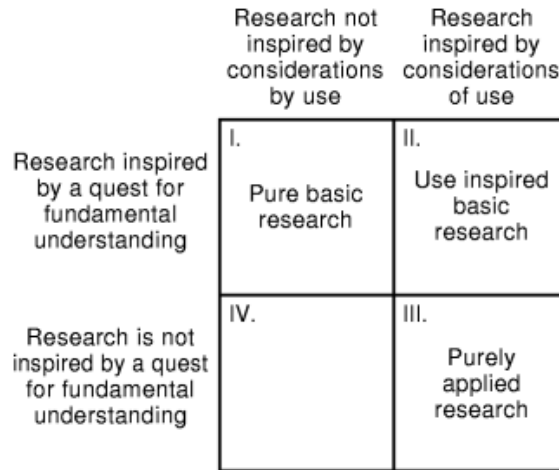 Research not
inspired by
considerations
by use
Research
inspired by
considerations
of use
Research inspired
by a quest for
fundamental
understanding
I.
Pure basic
research
II.
Use inspired
basic
research
Research is not
inspired by a quest
for fundamental
understanding
IV.
III.
Purely
applied
research